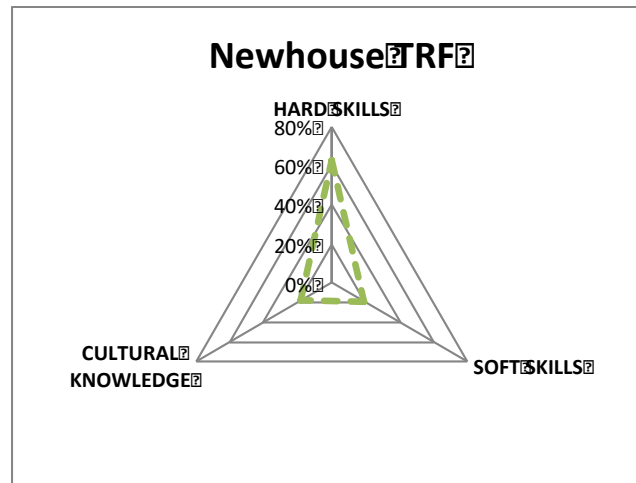 Newhouse TRF
HARD SKILLS
80%
60%
40%
20%
0%
CULTURAL
KNOWLEDGE
SOFT SKILLS